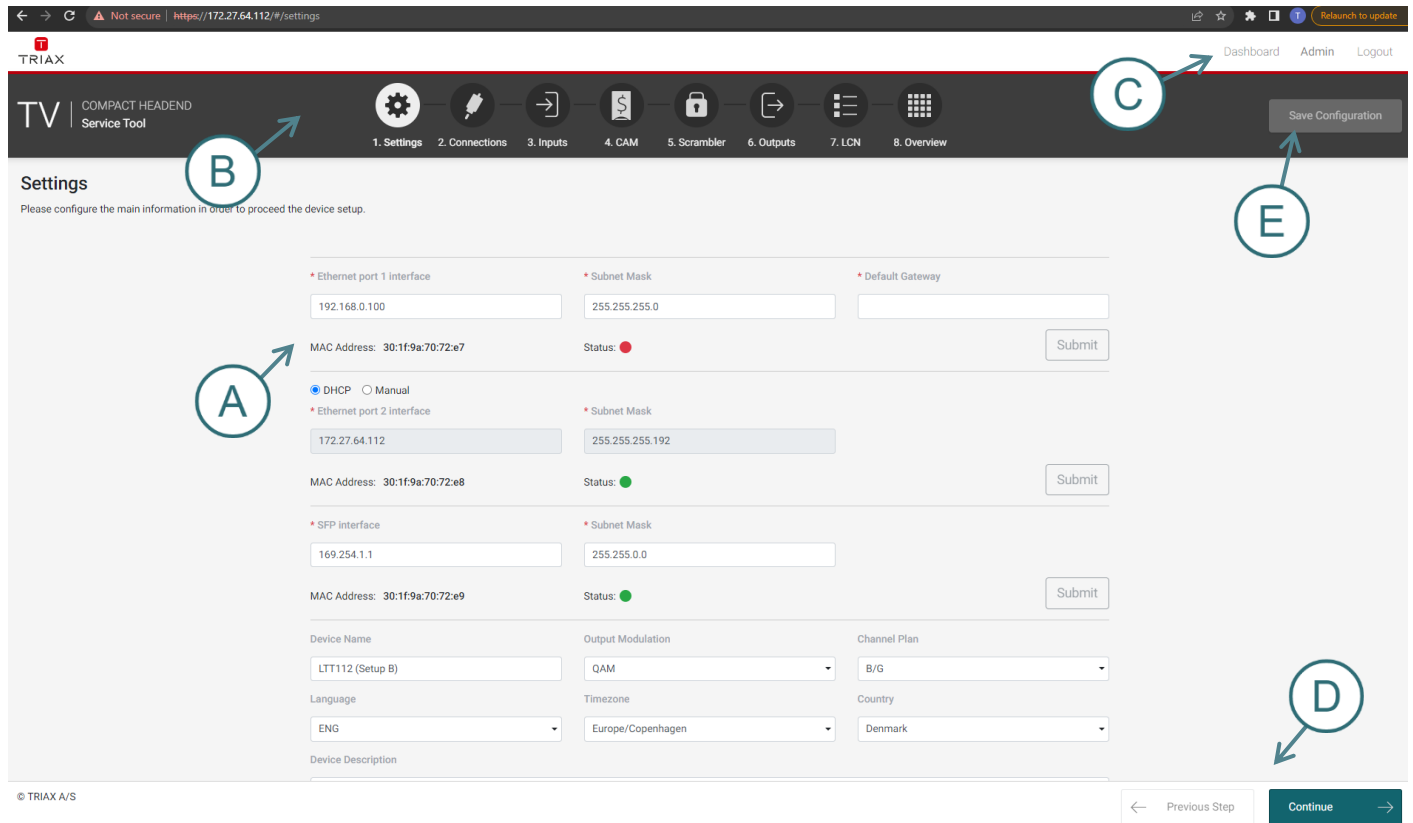 Not secure | https://172.27.64.112/#/settings
T
Relaunch to update
T
TRIAX
Dashboard Admin Logout
C
TV | COMPACT HEADEND
Service Tool
B
$
1. Settings 2. Connections 3. Inputs 4. CAM 5. Scrambler 6. Outputs 7. LCN 8. Overview
Save Configuration
Settings
Please configure the main information in order to proceed the device setup.
E
* Ethernet port 1 interface * Subnet Mask * Default Gateway
192.168.0.100 255.255.255.0
MAC Address: 30:1f:9a:70:72:e7 Status: Submit
A
DHCP Manual
* Ethernet port 2 interface * Subnet Mask
172.27.64.112 255.255.255.192
MAC Address: 30:1f:9a:70:72:e8 Status: Submit
* SFP interface * Subnet Mask
169.254.1.1 255.255.0.0
MAC Address: 30:1f:9a:70:72:e9 Status: Submit
Device Name Output Modulation Channel Plan
LTT112 (Setup B) QAM B/G
D
Language Timezone Country
ENG Europe/Copenhagen Denmark
Device Description
© TRIAX A/S
Previous Step Continue